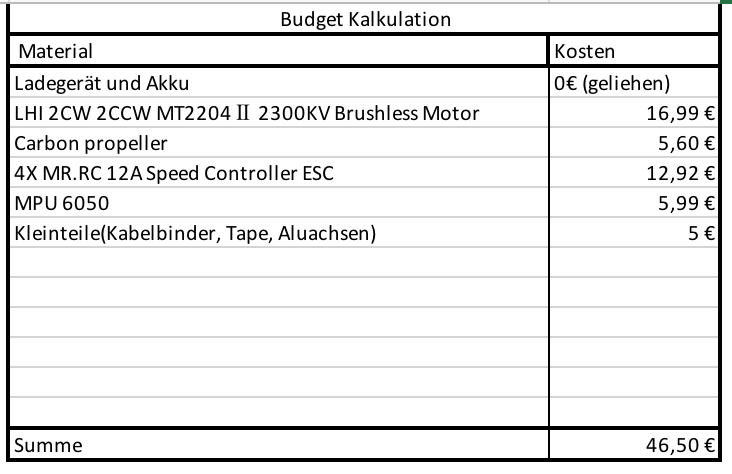 Budget Kalkulation
Material Kosten
Ladegerät und Akku 0€ (geliehen)
LHI 2CW 2CCW MT2204 Ⅱ 2300KV Brushless Motor 16,99 €
Carbon propeller 5,60 €
4X MR.RC 12A Speed Controller ESC 12,92 €
MPU 6050 5,99 €
Kleinteile(Kabelbinder, Tape, Aluachsen) 5 €
Summe 46,50 €